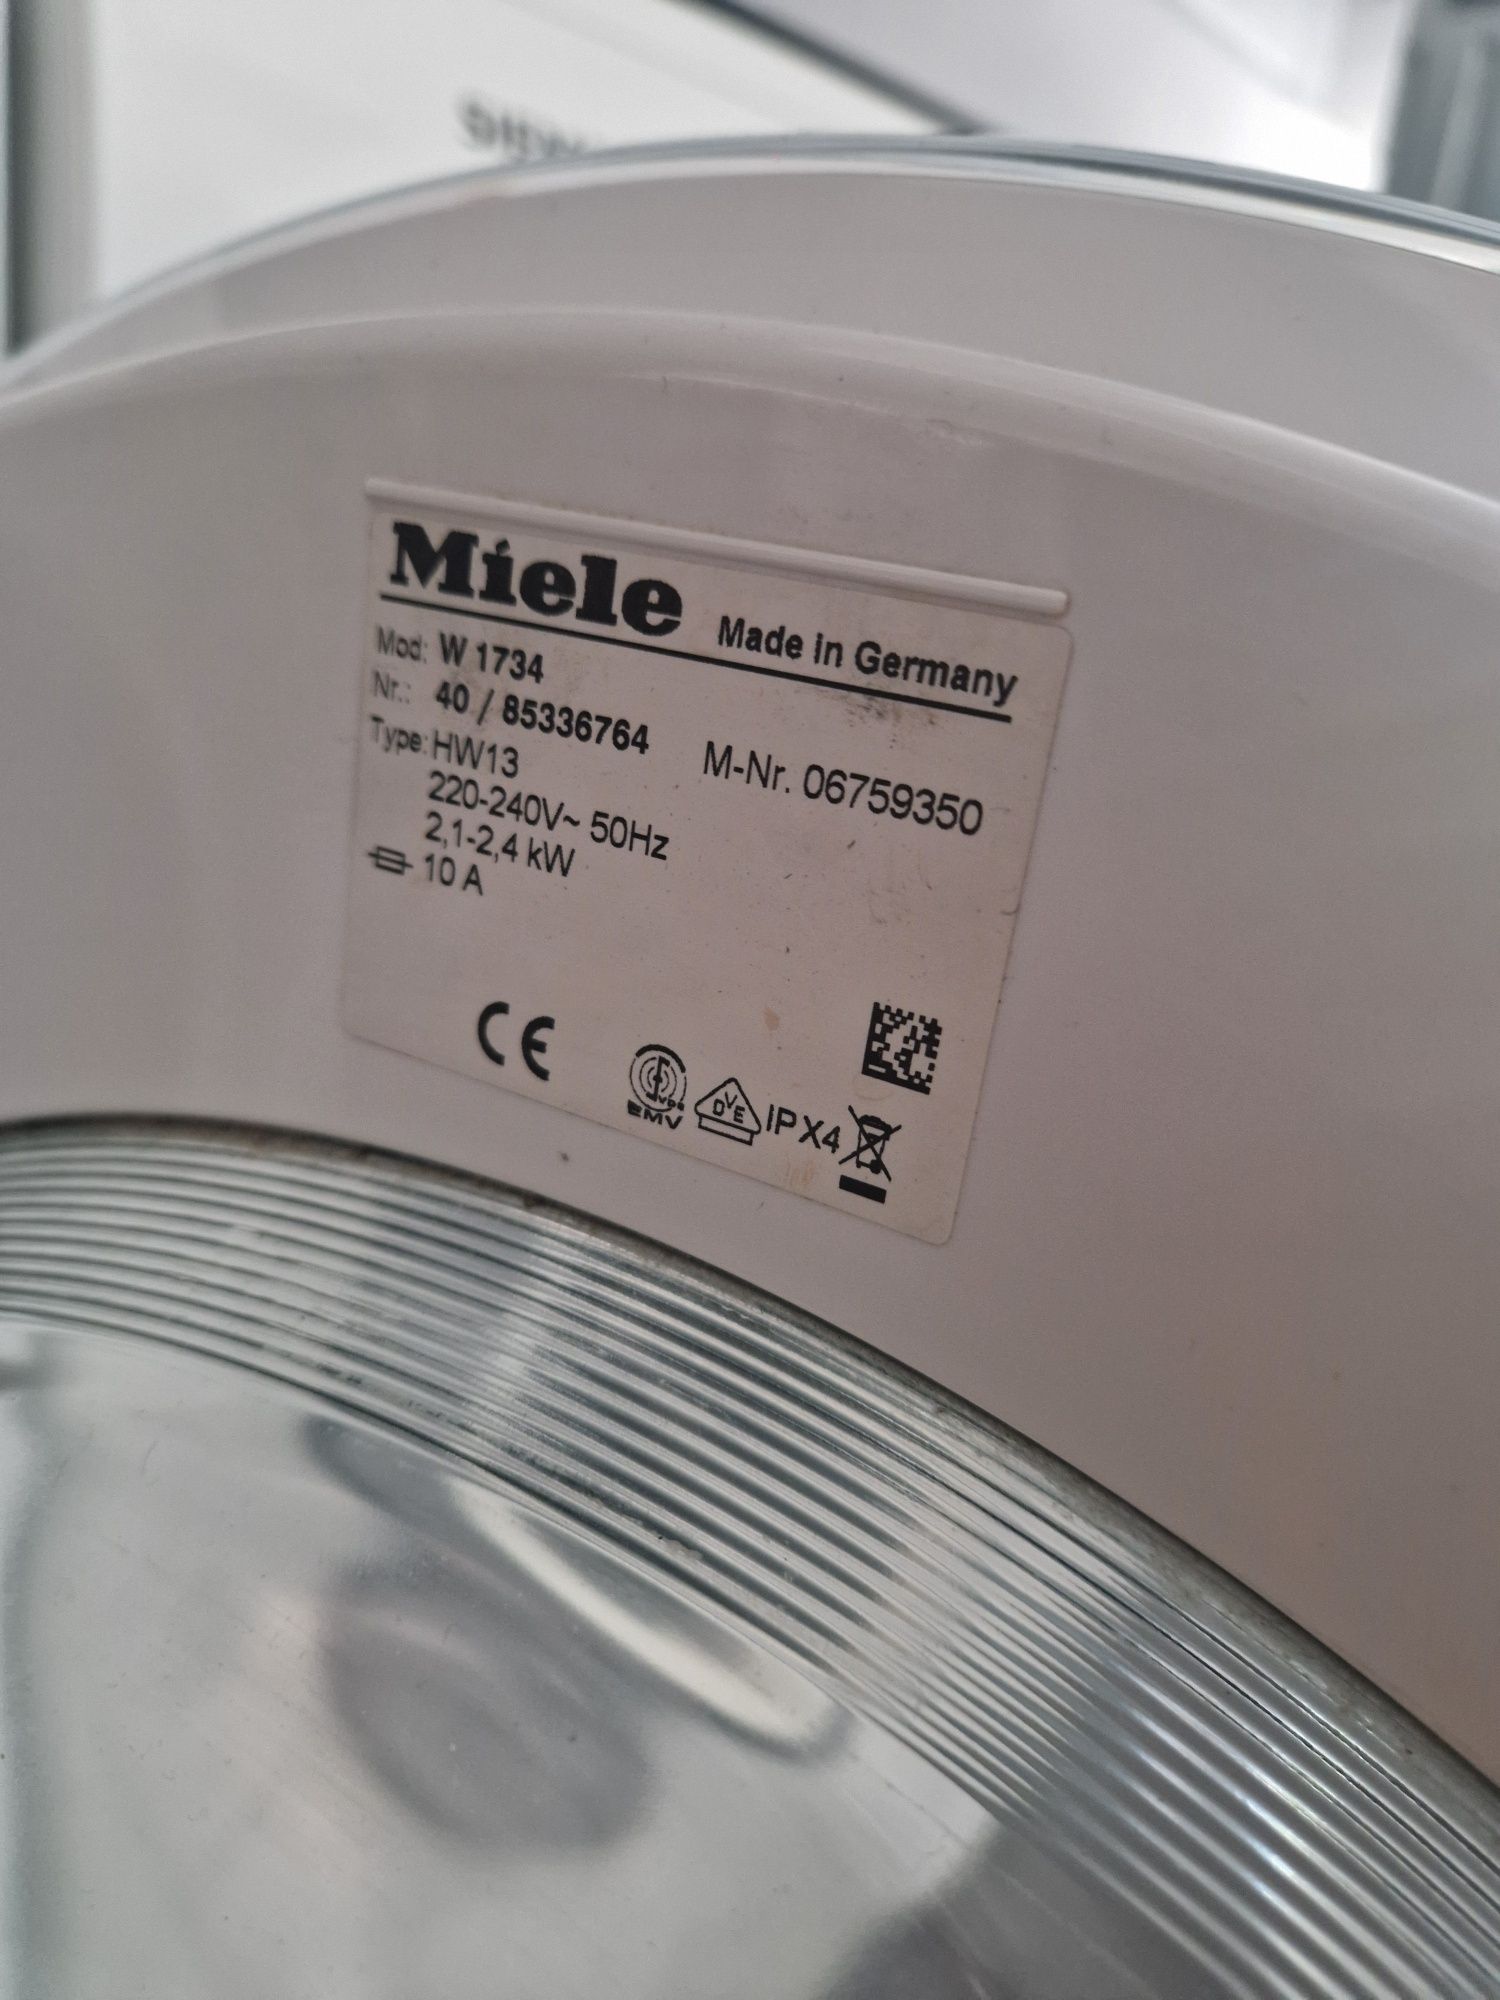 Miele Made in Germany
Mod: W 1734
Nr.: 40 / 85336764 M-Nr. 06759350
Type: HW13
220-240V~ 50Hz
2,1-2,4 kW
10 A
CE
EMV DVE IPX4